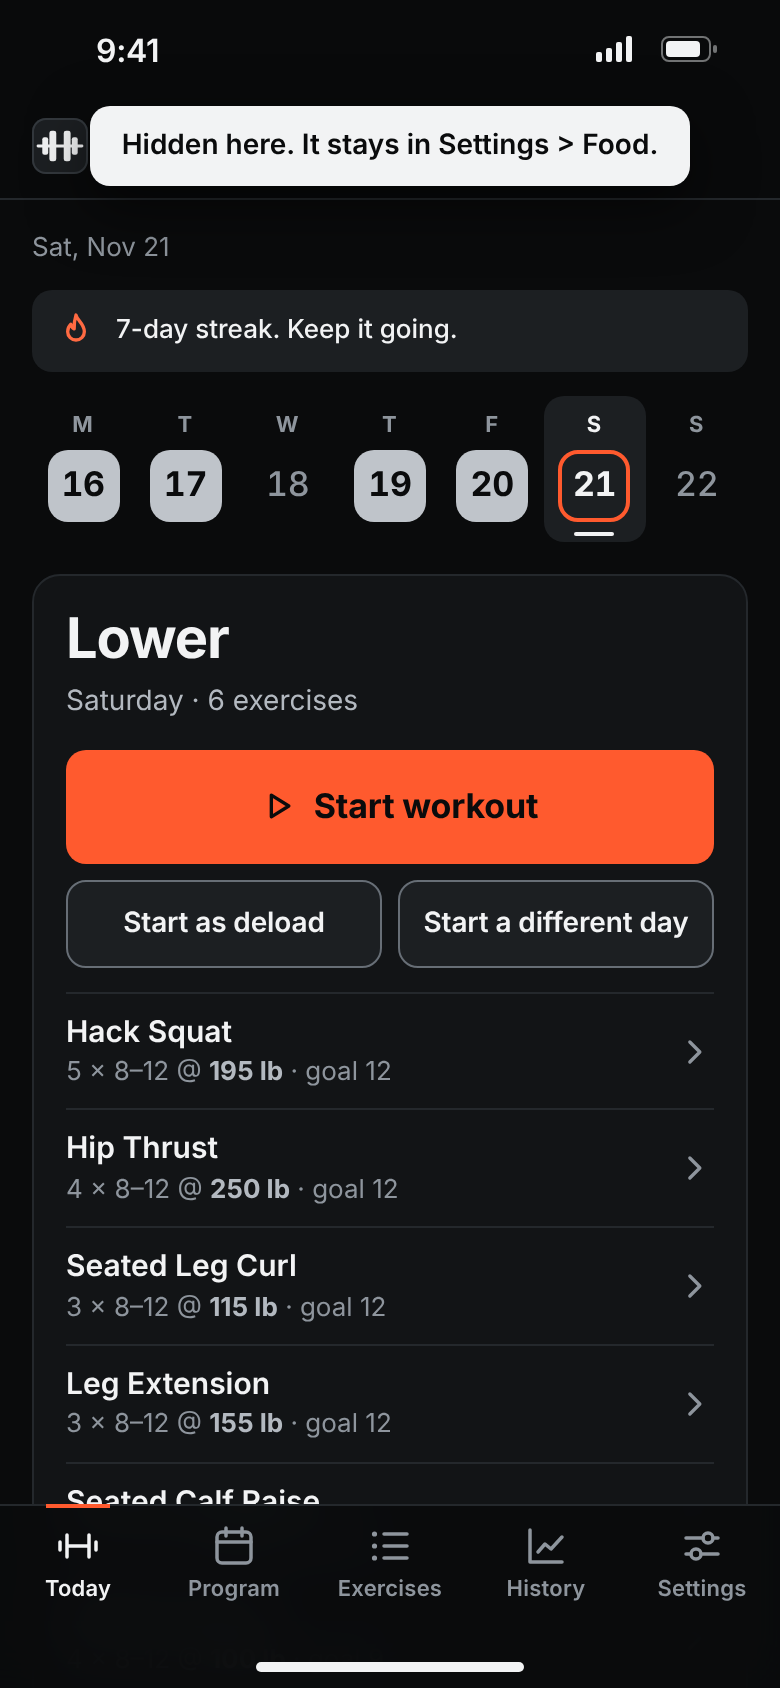 9:41
Hidden here. It stays in Settings > Food.
Sat, Nov 21
7-day streak. Keep it going.
M T W T F S S
16 17 18 19 20 21 22
Lower
Saturday · 6 exercises
Start workout
Start as deload
Start a different day
Hack Squat
5 × 8–12 @ 195 lb · goal 12
Hip Thrust
4 × 8–12 @ 250 lb · goal 12
Seated Leg Curl
3 × 8–12 @ 115 lb · goal 12
Leg Extension
3 × 8–12 @ 155 lb · goal 12
Seated Calf Raise
Today Program Exercises History Settings